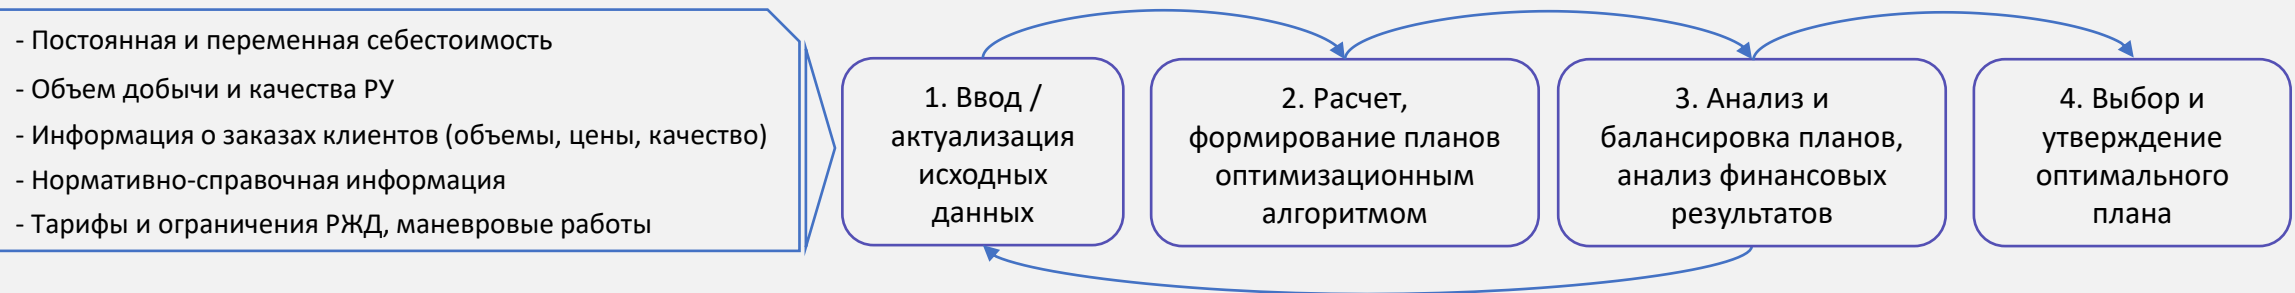 - Постоянная и переменная себестоимость
- Объем добычи и качества РУ
- Информация о заказах клиентов (объемы, цены, качество)
- Нормативно-справочная информация
- Тарифы и ограничения РЖД, маневровые работы
1. Ввод /
актуализация
исходных
данных
2. Расчет,
формирование планов
оптимизационным
алгоритмом
3. Анализ и
балансировка планов,
анализ финансовых
результатов
4. Выбор и
утверждение
оптимального
плана